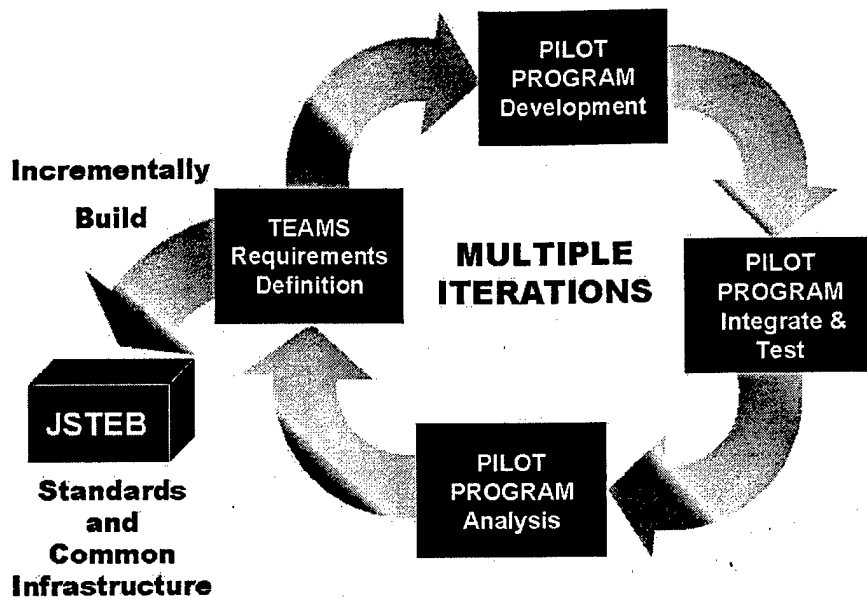 PILOT
PROGRAM
Development
Incrementally
Build
TEAMS
Requirements
Definition
MULTIPLE
ITERATIONS
PILOT
PROGRAM
Integrate &
Test
JSTEB
PILOT
PROGRAM
Analysis
Standards
and
Common
Infrastructure